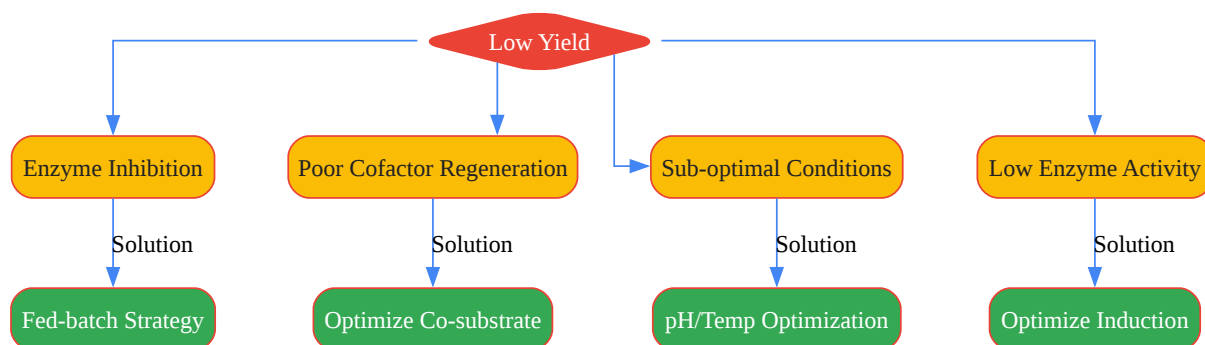 Low Yield
Enzyme Inhibition
Poor Cofactor Regeneration
Sub-optimal Conditions
Low Enzyme Activity
Solution
Solution
Solution
Solution
Fed-batch Strategy
Optimize Co-substrate
pH/Temp Optimization
Optimize Induction